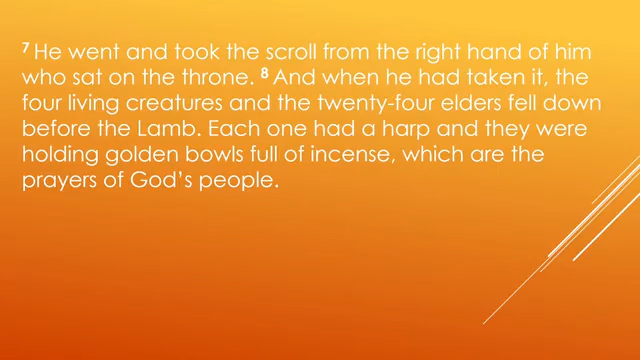 7 He went and took the scroll from the right hand of him
who sat on the throne. 8 And when he had taken it, the
four living creatures and the twenty-four elders fell down
before the Lamb. Each one had a harp and they were
holding golden bowls full of incense, which are the
prayers of God’s people.